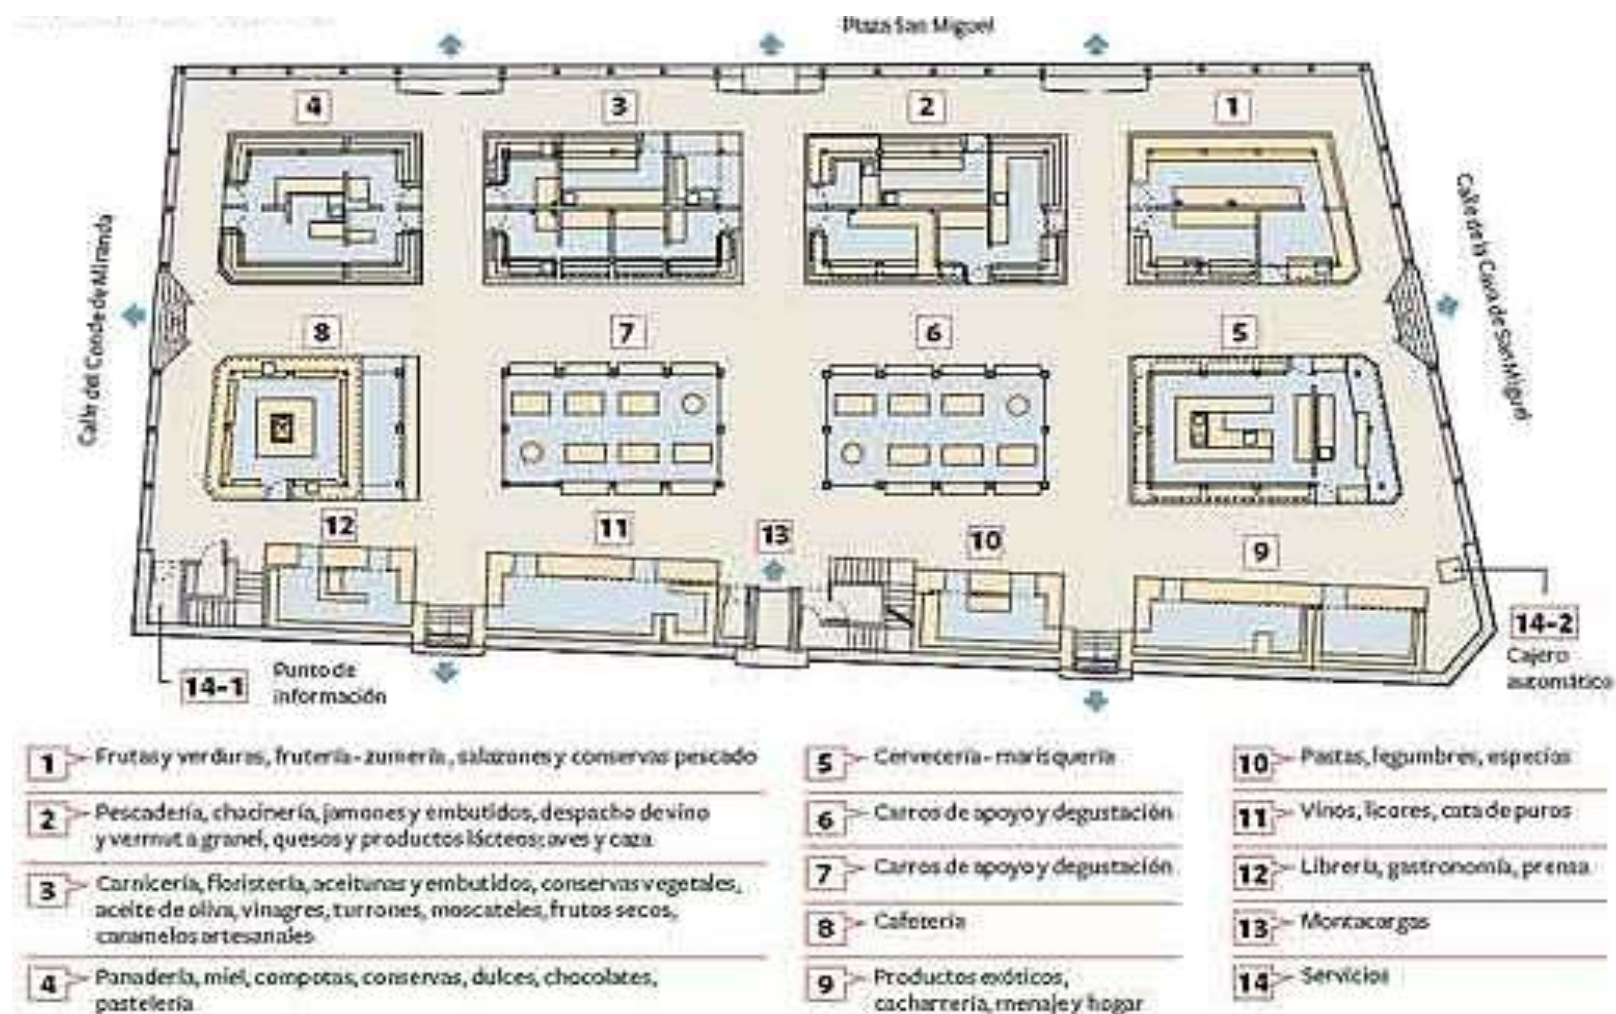 Plaza San Miguel
4
3
2
1
Calle del Conde de Miranda
Calle de la Cava de San Miguel
8
7
6
5
12
11
13
10
9
14-1
Punto de
información
14-2
Cajero
automático
1 Frutas y verduras, frutería - zumería, salazones y conservas pescado
2 Pescadería, chacinería, jamones y embutidos, despacho de vino
y vermut a granel, quesos y productos lácteos; aves y caza
3 Carnicería, floristería, aceitunas y embutidos, conservas vegetales,
aceite de oliva, vinagres, turrones, moscateles, frutos secos,
caramelos artesanales
4 Panadería, miel, compotas, conservas, dulces, chocolates,
pastelería
5 Cervecería - marisquería
6 Carros de apoyo y degustación
7 Carros de apoyo y degustación
8 Cafetería
9 Productos exóticos,
cacharrería, menaje y hogar
10 Pastas, legumbres, especias
11 Vinos, licores, cata de puros
12 Librería, gastronomía, prensa
13 Montacargas
14 Servicios